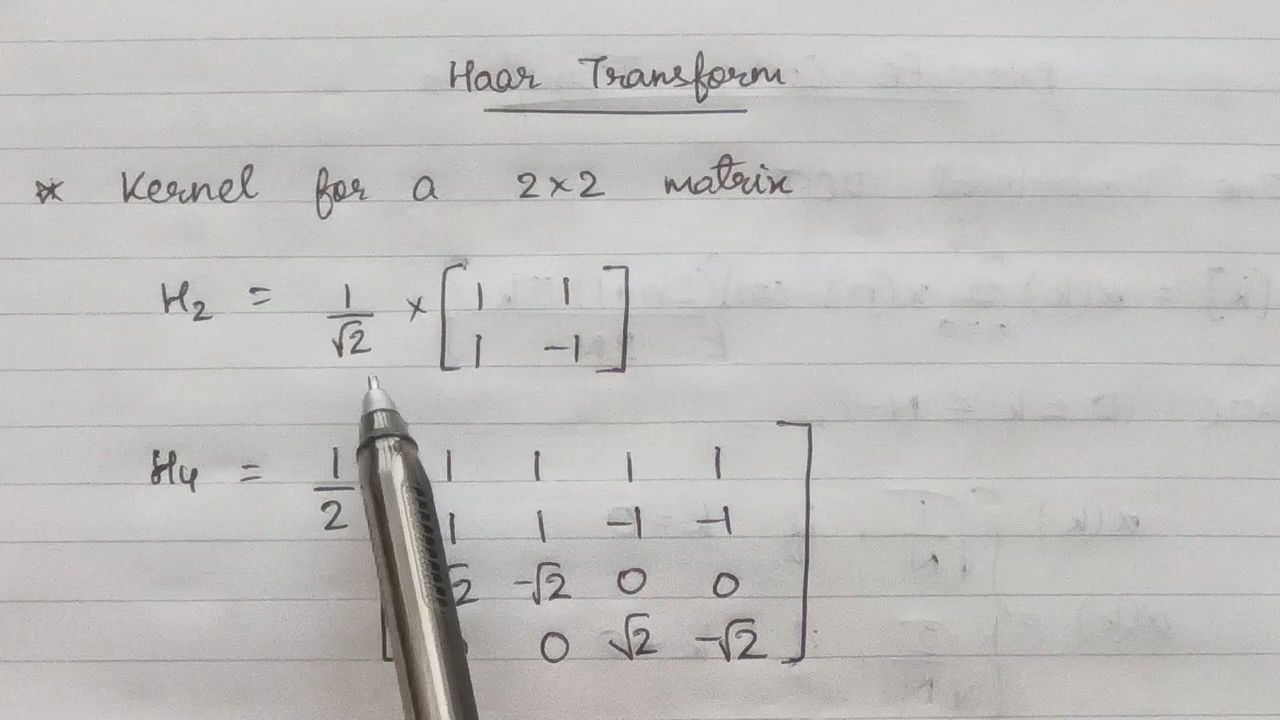 Haar Transform
* Kernel for a 2×2 matrix
H₂ = 1/√2 × [ 1 1
1 -1 ]
H₄ = 1/2 1 1 1 1
1 1 -1 -1
√2 -√2 0 0
0 √2 -√2 ]